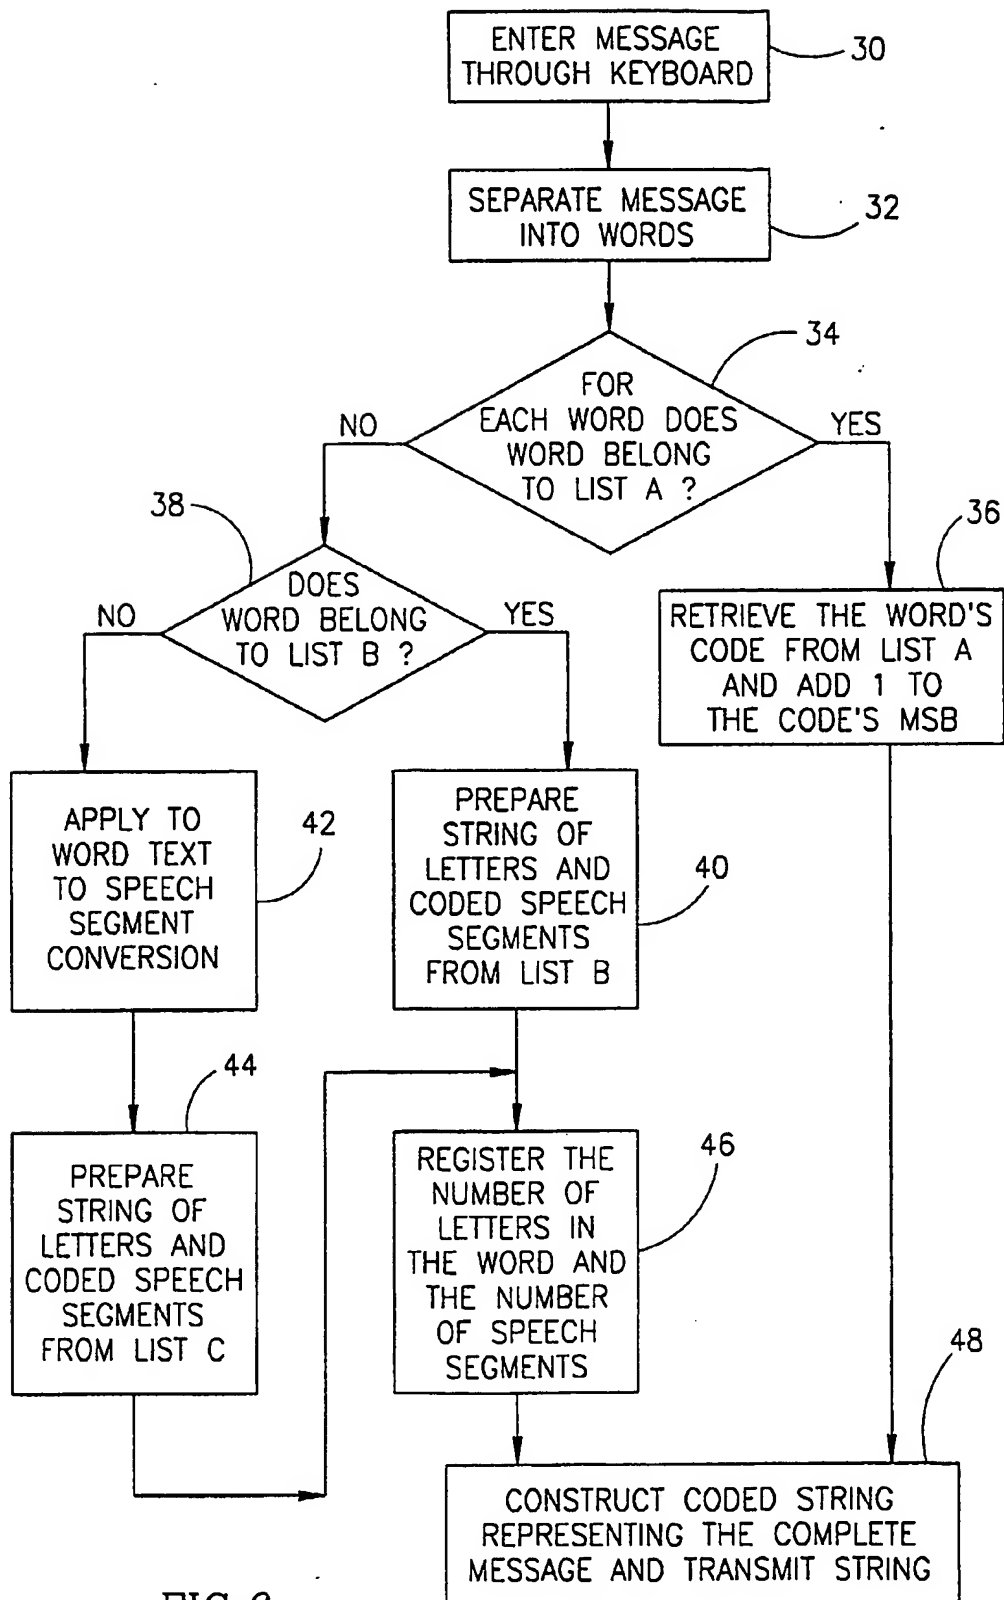 ENTER MESSAGE
THROUGH KEYBOARD
30
SEPARATE MESSAGE
INTO WORDS
32
34
FOR
EACH WORD DOES
WORD BELONG
TO LIST A ?
NO
YES
38
36
DOES
WORD BELONG
TO LIST B ?
NO
YES
RETRIEVE THE WORD'S
CODE FROM LIST A
AND ADD 1 TO
THE CODE'S MSB
APPLY TO
WORD TEXT
TO SPEECH
SEGMENT
CONVERSION
42
PREPARE
STRING OF
LETTERS AND
CODED SPEECH
SEGMENTS
FROM LIST B
40
44
PREPARE
STRING OF
LETTERS AND
CODED SPEECH
SEGMENTS
FROM LIST C
REGISTER THE
NUMBER OF
LETTERS IN
THE WORD AND
THE NUMBER
OF SPEECH
SEGMENTS
46
48
CONSTRUCT CODED STRING
REPRESENTING THE COMPLETE
MESSAGE AND TRANSMIT STRING